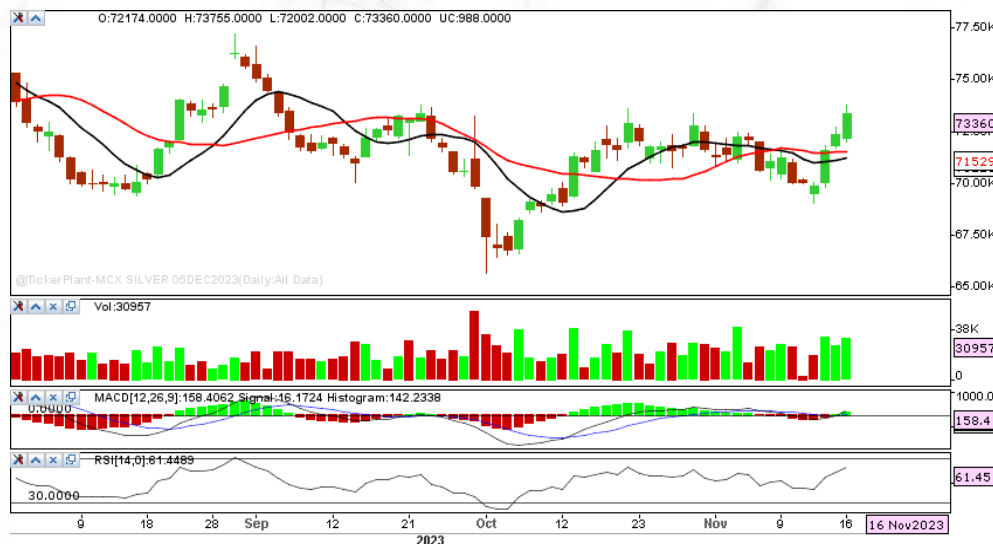 O:72174.0000 H:73755.0000 L:72002.0000 C:73360.0000 UC:988.0000
77.50K
75.00K
73360
71529
70.00K
67.50K
65.00K
@TickerPlant-MCX SILVER 05DEC2023(Daily:All Data)
Vol:30957
38K
30957
0
MACD[12,26,9]:158.4062 Signal:16.1724 Histogram:142.2338
0.0000
1000.0
158.4
RSI[14,0]:61.4489
61.45
30.0000
9 18 28 Sep 12 21 Oct 12 23 Nov 9 16 16 Nov2023
2023